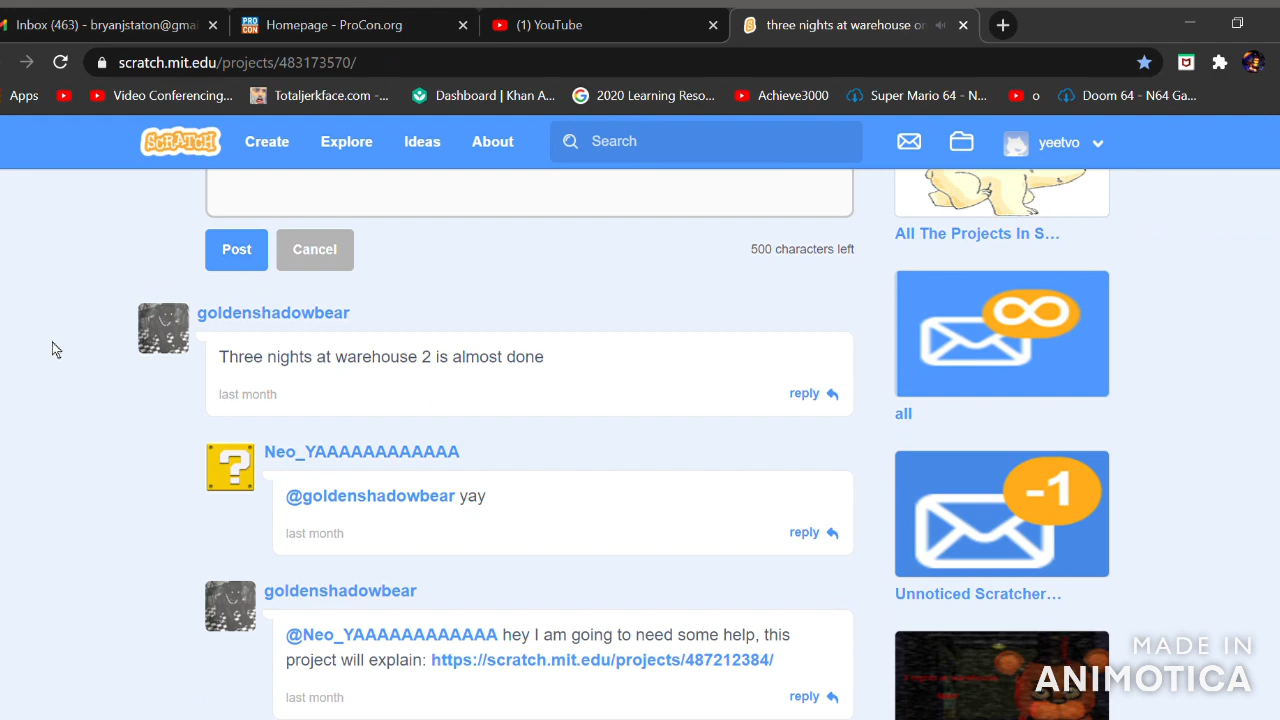 Inbox (463) - bryanjstaton@gma
Homepage - ProCon.org
(1) YouTube
three nights at warehouse or
scratch.mit.edu/projects/483173570/
Apps
Video Conferencing...
Totaljerkface.com -...
Dashboard | Khan A...
2020 Learning Reso...
Achieve3000
Super Mario 64 - N...
o
Doom 64 - N64 Ga...
SCRATCH
Create
Explore
Ideas
About
Search
yeetvo
All The Projects In S...
Post
Cancel
500 characters left
goldenshadowbear
Three nights at warehouse 2 is almost done
last month
reply
all
Neo_YAAAAAAAAAAAA
@goldenshadowbear yay
last month
reply
-1
Unnoticed Scratcher...
goldenshadowbear
@Neo_YAAAAAAAAAAAA hey I am going to need some help, this
project will explain: https://scratch.mit.edu/projects/487212384/
last month
reply
MADE IN
ANIMOTICA